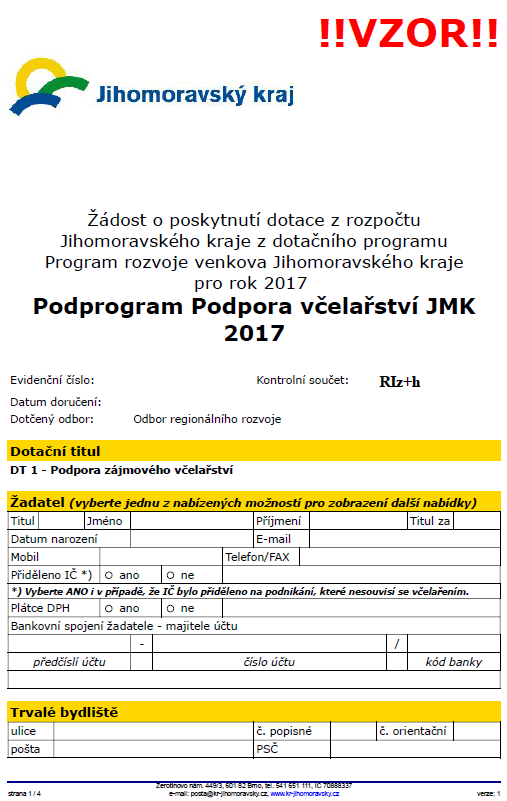 !!VZOR!!
Jihomoravský kraj
Žádost o poskytnutí dotace z rozpočtu
Jihomoravského kraje z dotačního programu
Program rozvoje venkova Jihomoravského kraje
pro rok 2017
Podprogram Podpora včelařství JMK
2017
Evidenční číslo: Kontrolní součet: RIz+h
Datum doručení:
Dotčený odbor: Odbor regionálního rozvoje
Dotační titul
DT 1 - Podpora zájmového včelařství
Žadatel (vyberte jednu z nabízených možností pro zobrazení další nabídky)
Titul Jméno Příjmení Titul za
Datum narození E-mail
Mobil Telefon/FAX
Přiděleno IČ *) ano ne
*) Vyberte ANO i v případě, že IČ bylo přiděleno na podnikání, které nesouvisí se včelařením.
Plátce DPH ano ne
Bankovní spojení žadatele - majitele účtu
- /
předčíslí účtu číslo účtu kód banky
Trvalé bydliště
ulice č. popisné č. orientační
pošta PSČ
Žerotínovo nám. 449/3, 601 82 Brno, tel. 541 651 111, IČ 70888337
strana 1 / 4 e-mail: posta@kr-jihomoravsky.cz, www.kr-jihomoravsky.cz verze: 1